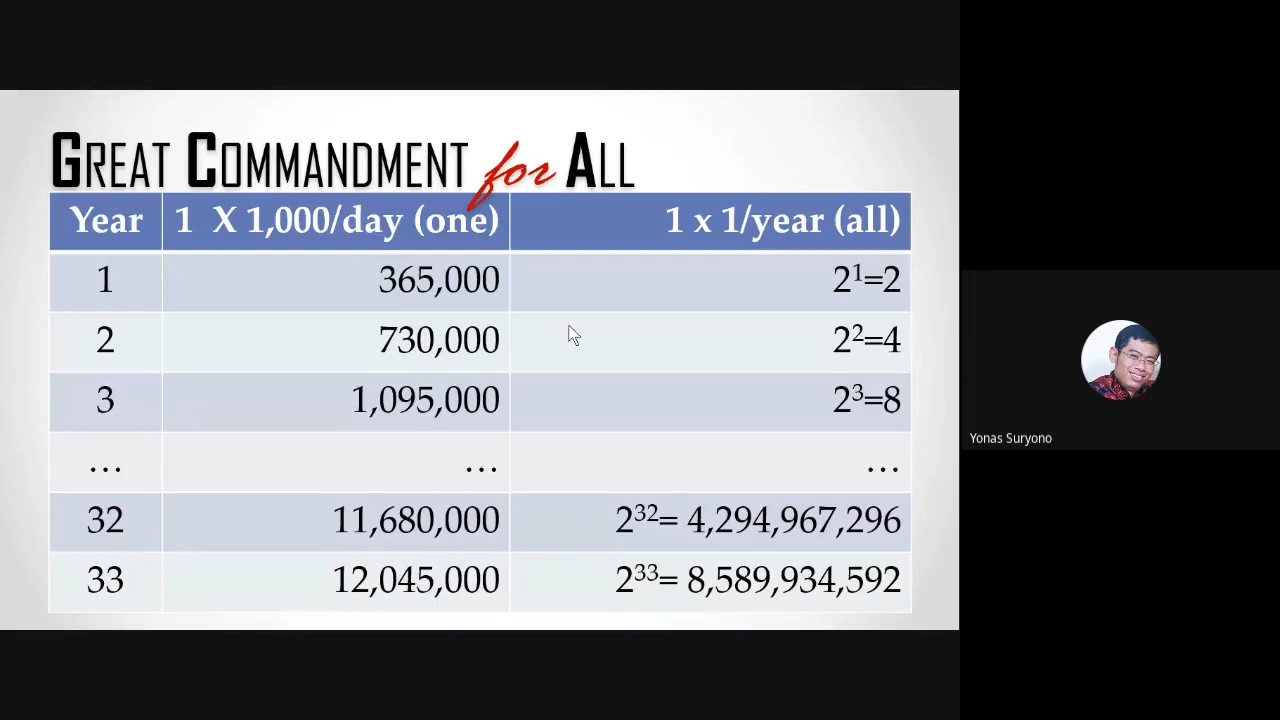 GREAT COMMANDMENT for ALL
Year 1 X 1,000/day (one) 1 x 1/year (all)
1 365,000 2¹=2
2 730,000 2²=4
3 1,095,000 2³=8
… … …
32 11,680,000 2³²= 4,294,967,296
33 12,045,000 2³³= 8,589,934,592
Yonas Suryono